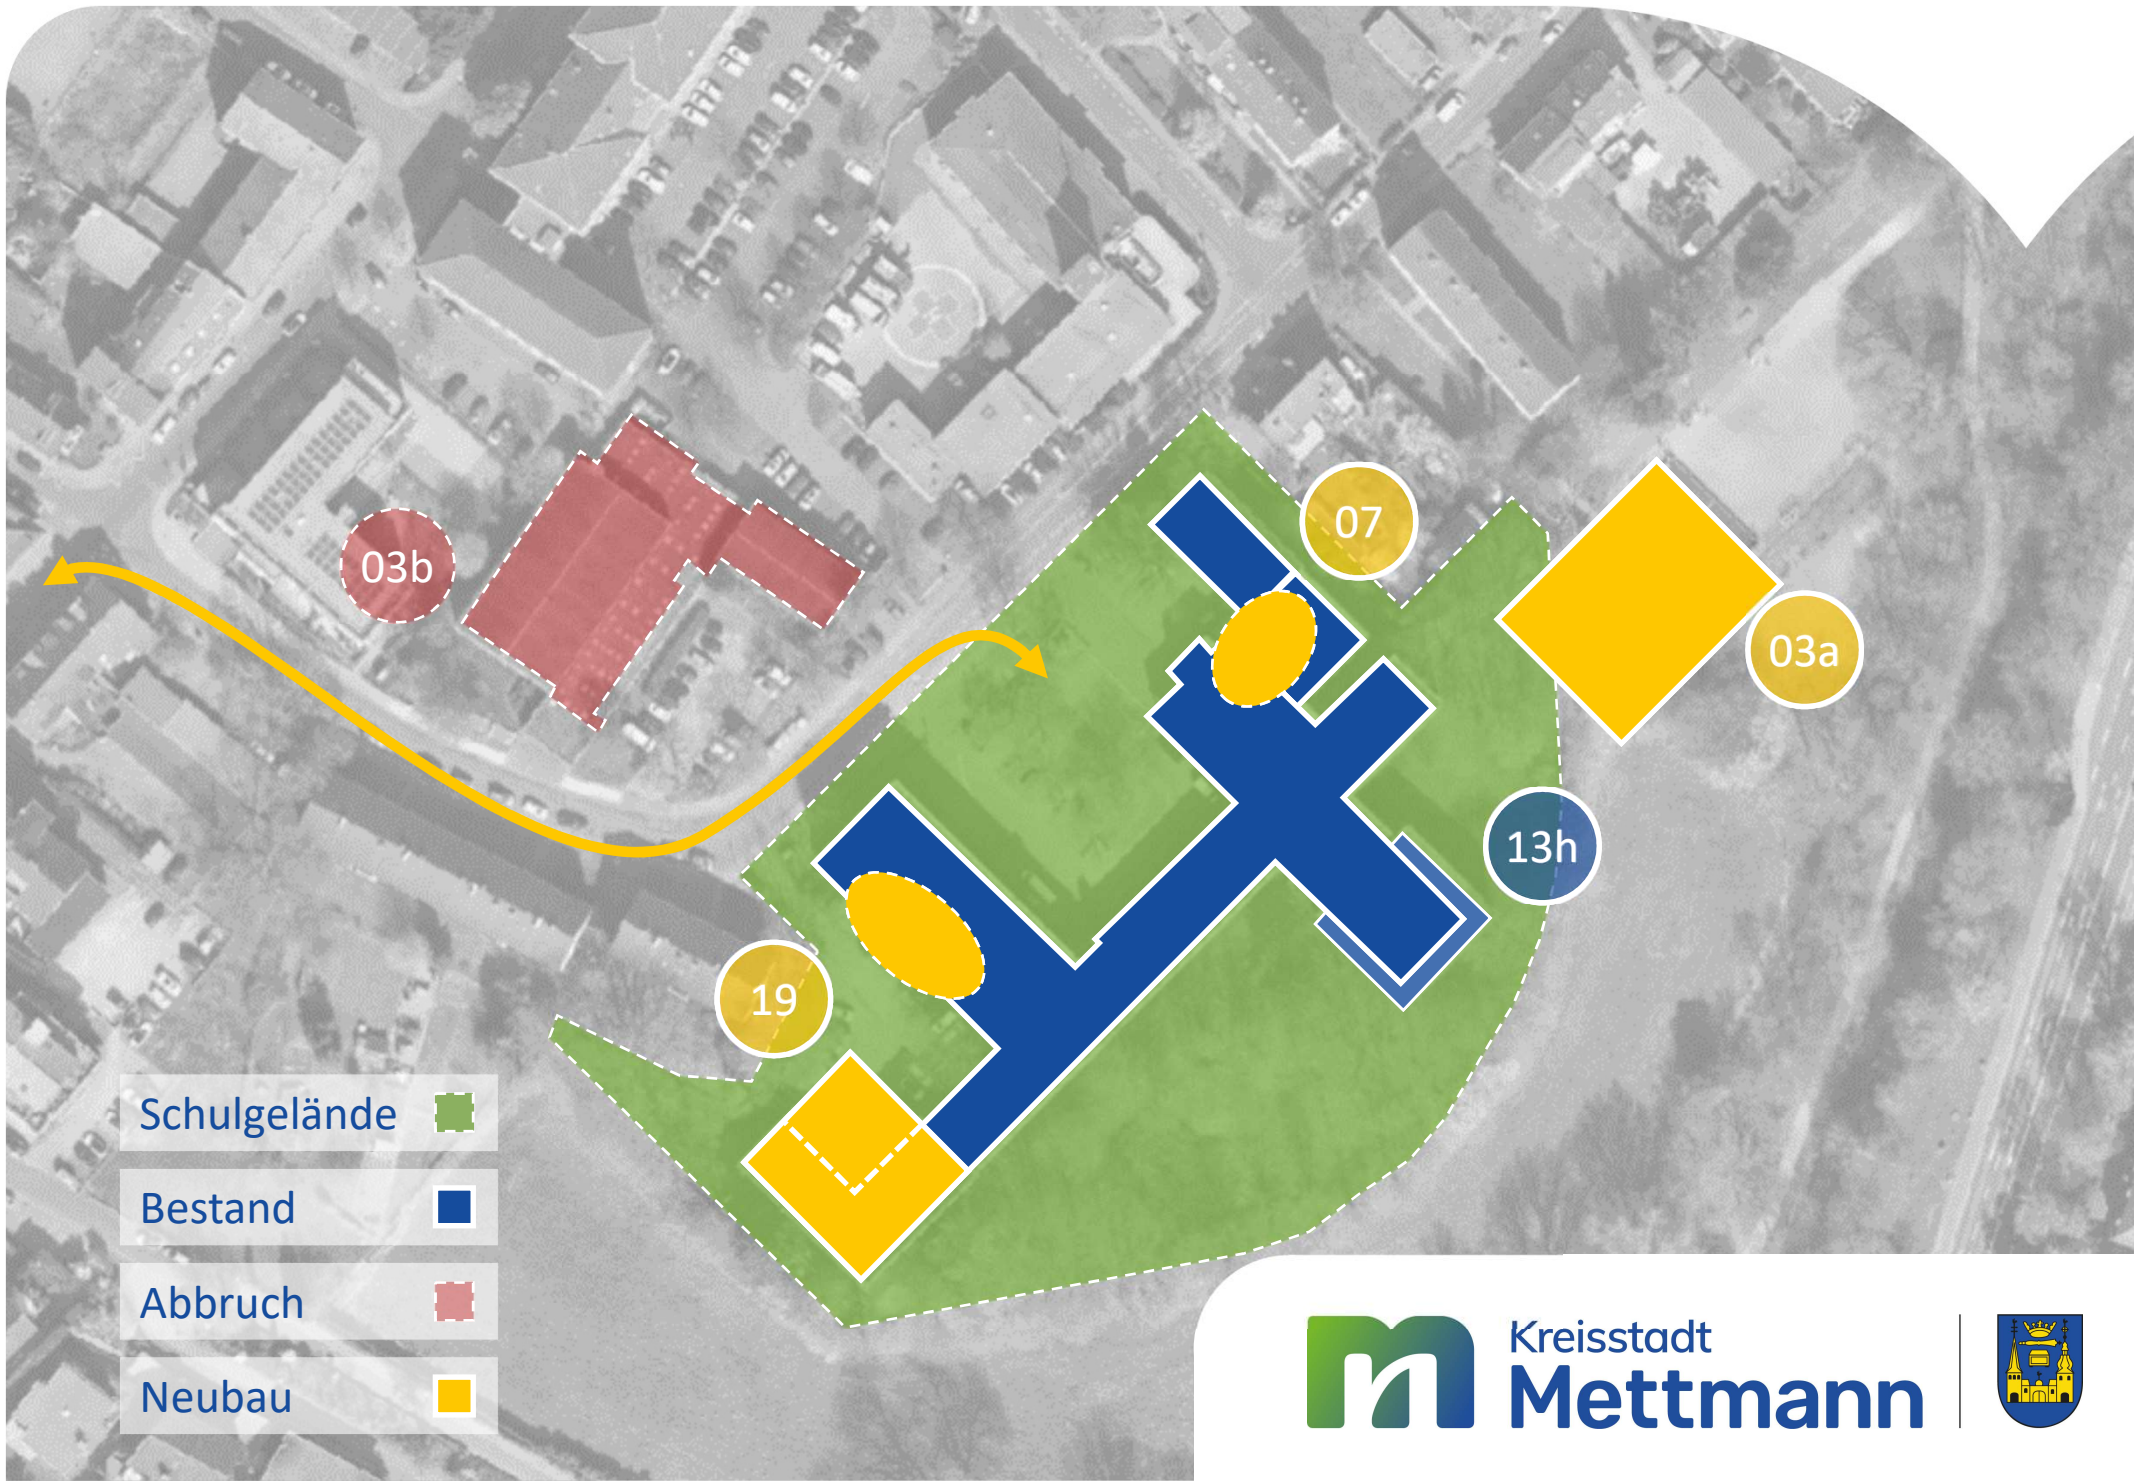 07
03b
03a
13h
19
Schulgelände
Bestand
Abbruch
Neubau
Kreisstadt
Mettmann